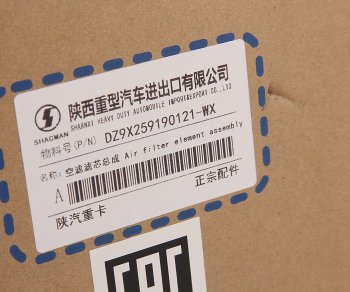 陕西重型汽车进出口有限公司
SHAANXI HEAVY DUTY AUTOMOBILE IMPORT&EXPORT CO.,LTD
SHACMAN
物料号(P/N) DZ9X259190121-WX
名称: 空滤滤芯总成 Air filter element assembly
A
陕汽重卡 正宗配件